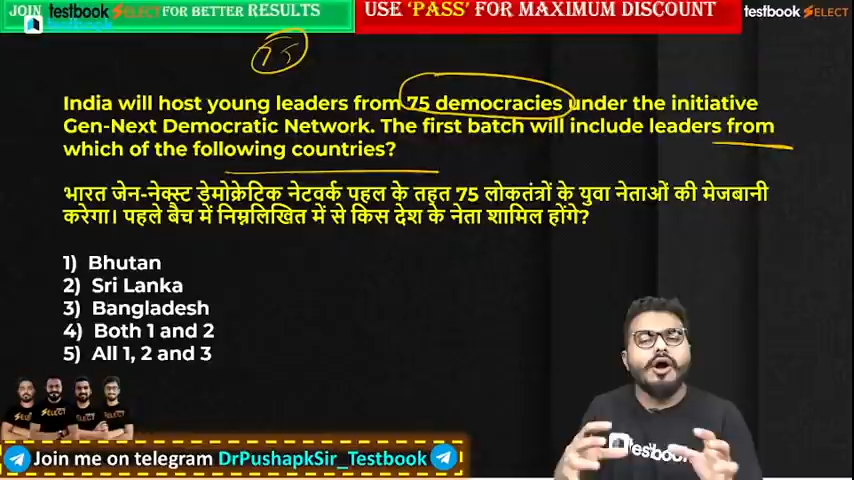 JOIN testbook SELECT FOR BETTER RESULTS
USE ‘PASS’ FOR MAXIMUM DISCOUNT
testbook SELECT
75
India will host young leaders from 75 democracies under the initiative
Gen-Next Democratic Network. The first batch will include leaders from
which of the following countries?
भारत जेन-नेक्स्ट डेमोक्रेटिक नेटवर्क पहल के तहत 75 लोकतंत्रों के युवा नेताओं की मेजबानी
करेगा। पहले बैच में निम्नलिखित में से किस देश के नेता शामिल होंगे?
1) Bhutan
2) Sri Lanka
3) Bangladesh
4) Both 1 and 2
5) All 1, 2 and 3
testbook
SELECT
SELECT
Join me on telegram DrPushapkSir_Testbook